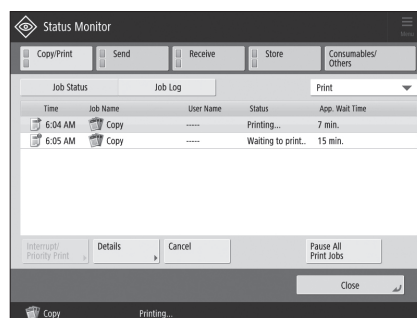 Status Monitor
Menu
Copy/Print
Send
Receive
Store
Consumables/
Others
Job Status
Job Log
Print
Time Job Name User Name Status App. Wait Time
6:04 AM Copy ----- Printing... 7 min.
6:05 AM Copy ----- Waiting to print.. 15 min.
Interrupt/
Priority Print
Details
Cancel
Pause All
Print Jobs
Close
Copy Printing...